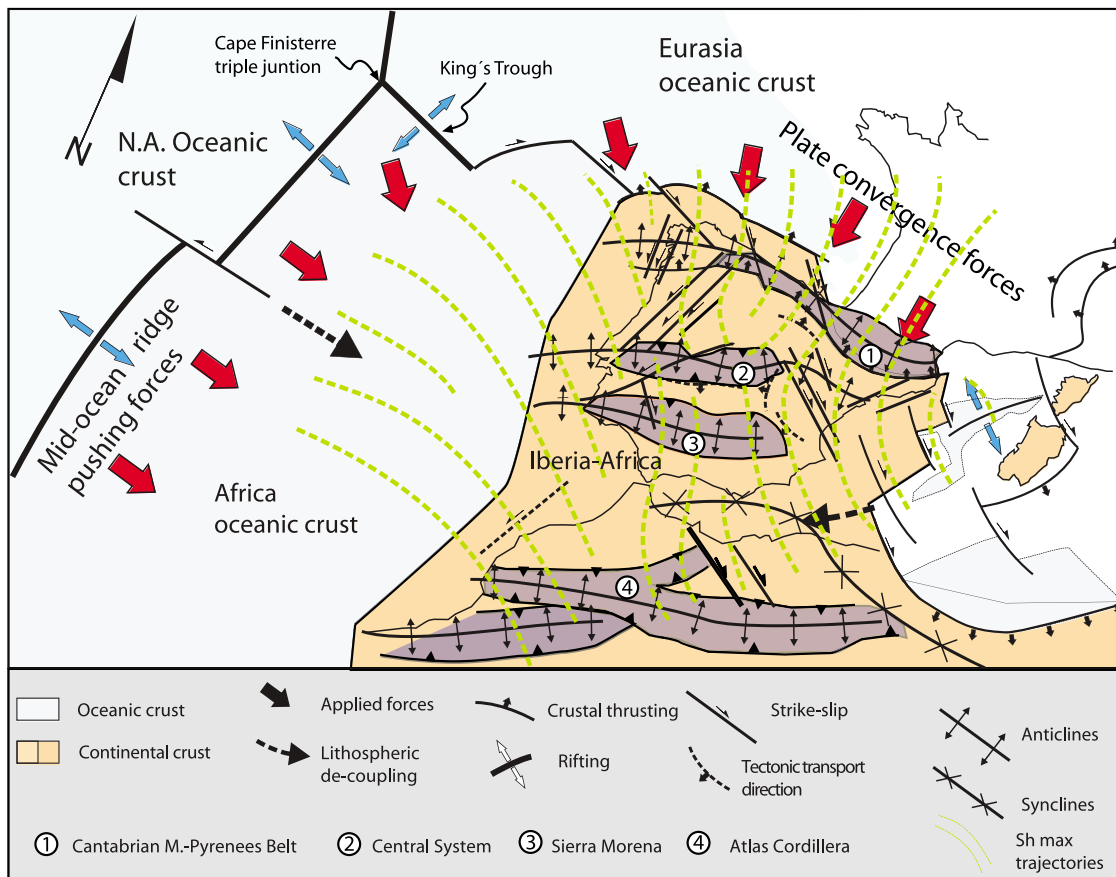 Cape Finisterre
triple juntion
King´s Trough
Eurasia
oceanic crust
N
N.A. Oceanic
crust
Plate convergence forces
Mid-ocean ridge
pushing forces
1
2
3
Iberia-Africa
Africa
oceanic crust
4
Oceanic crust
Applied forces
Crustal thrusting
Strike-slip
Anticlines
Continental crust
Lithospheric
de-coupling
Rifting
Tectonic transport
direction
Synclines
1 Cantabrian M.-Pyrenees Belt
2 Central System
3 Sierra Morena
4 Atlas Cordillera
Sh max
trajectories